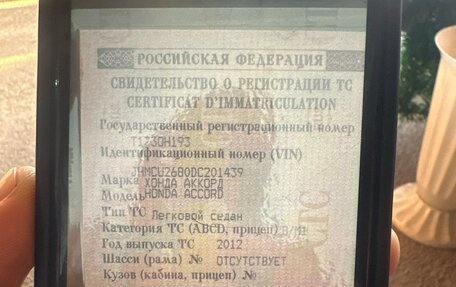 РОССИЙСКАЯ ФЕДЕРАЦИЯ
СВИДЕТЕЛЬСТВО О РЕГИСТРАЦИИ ТС
CERTIFICAT D'IMMATRICULATION
Государственный регистрационный номер
Т123ОН193
Идентификационный номер (VIN)
JHMCU2680DC201439
Марка ХОНДА АККОРД
Модель HONDA ACCORD
Тип ТС Легковой седан
Категория ТС (ABCD, прицеп) B/M1
Год выпуска ТС 2012
Шасси (рама) № ОТСУТСТВУЕТ
Кузов (кабина, прицеп) №